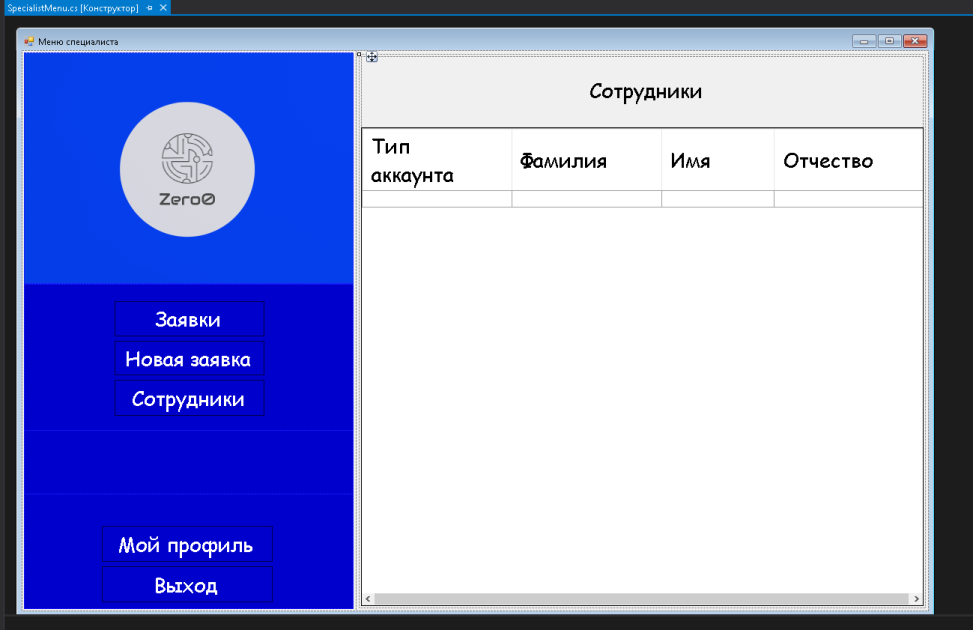 SpecialistMenu.cs [Конструктор]
Меню специалиста
Zero0
Заявки
Новая заявка
Сотрудники
Мой профиль
Выход
Сотрудники
Тип
аккаунта
Фамилия
Имя
Отчество